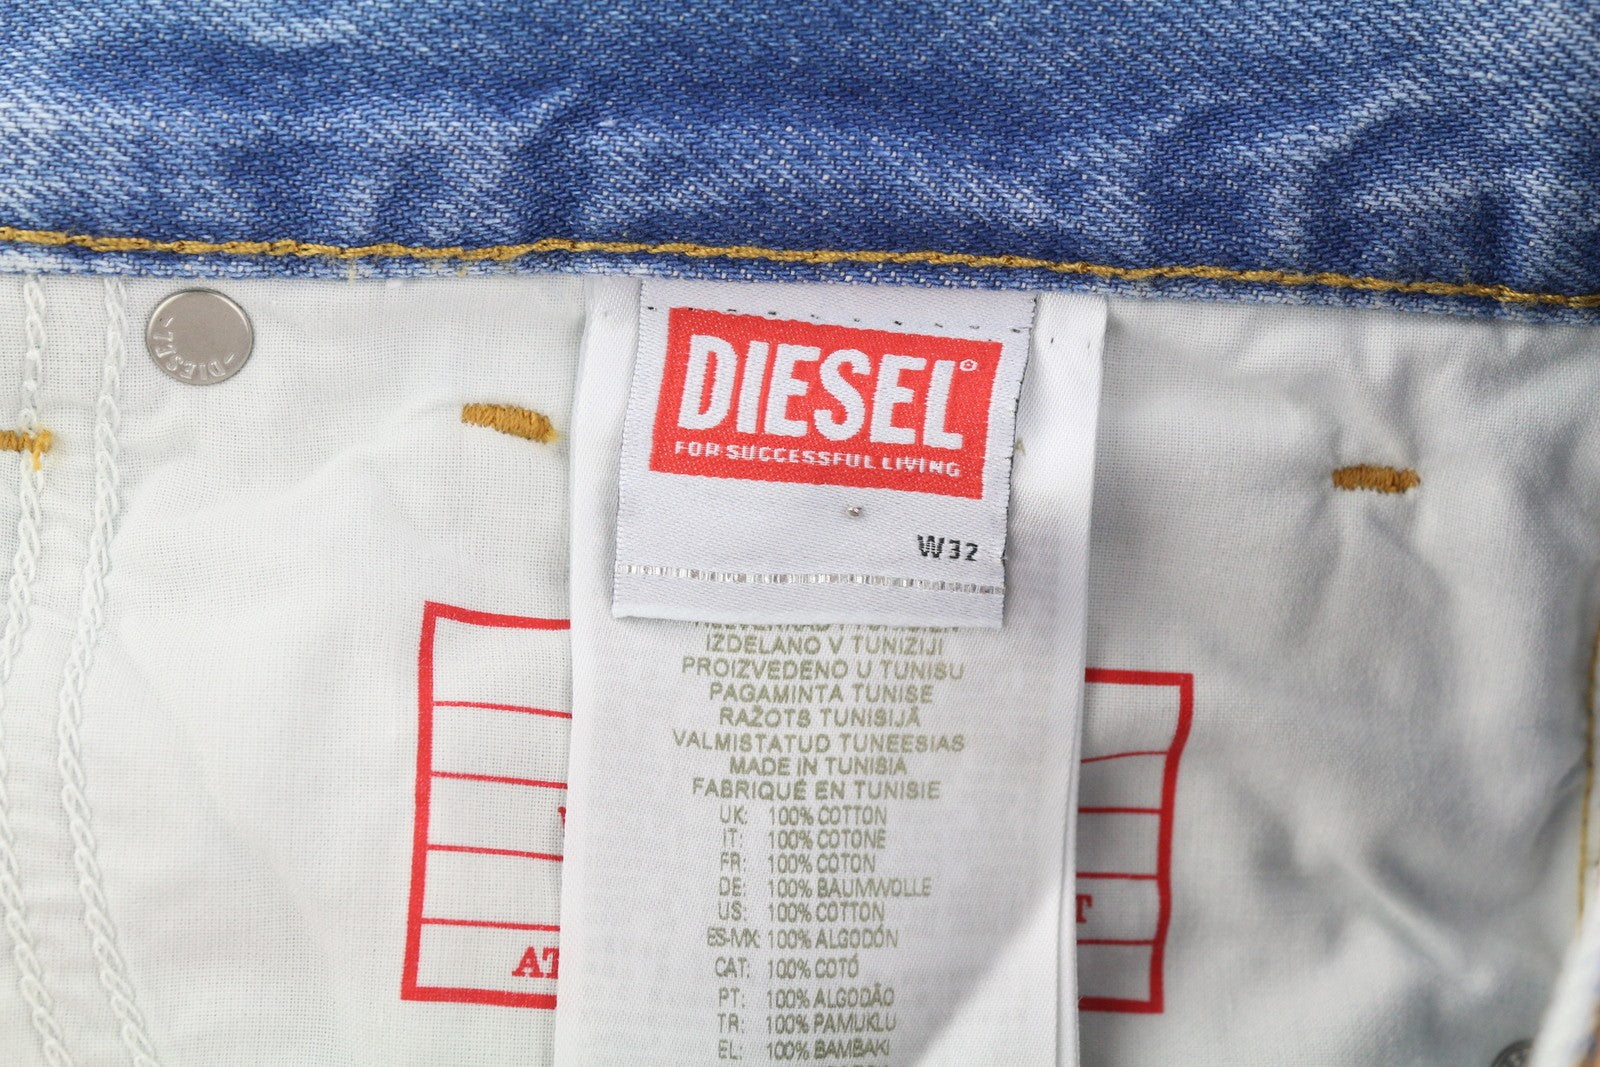 DIESEL®
FOR SUCCESSFUL LIVING
W32
IZDELANO V TUNIZIJI
PROIZVEDENO U TUNISU
PAGAMINTA TUNISE
RAŽOTS TUNISIJĀ
VALMISTATUD TUNEESIAS
MADE IN TUNISIA
FABRIQUÉ EN TUNISIE
UK: 100% COTTON
IT: 100% COTONE
FR: 100% COTON
DE: 100% BAUMWOLLE
US: 100% COTTON
ES-MX: 100% ALGODÓN
CAT: 100% COTÓ
PT: 100% ALGODÃO
TR: 100% PAMUKLU
EL: 100% BAMBAKI
-DIESEL-
T
AT